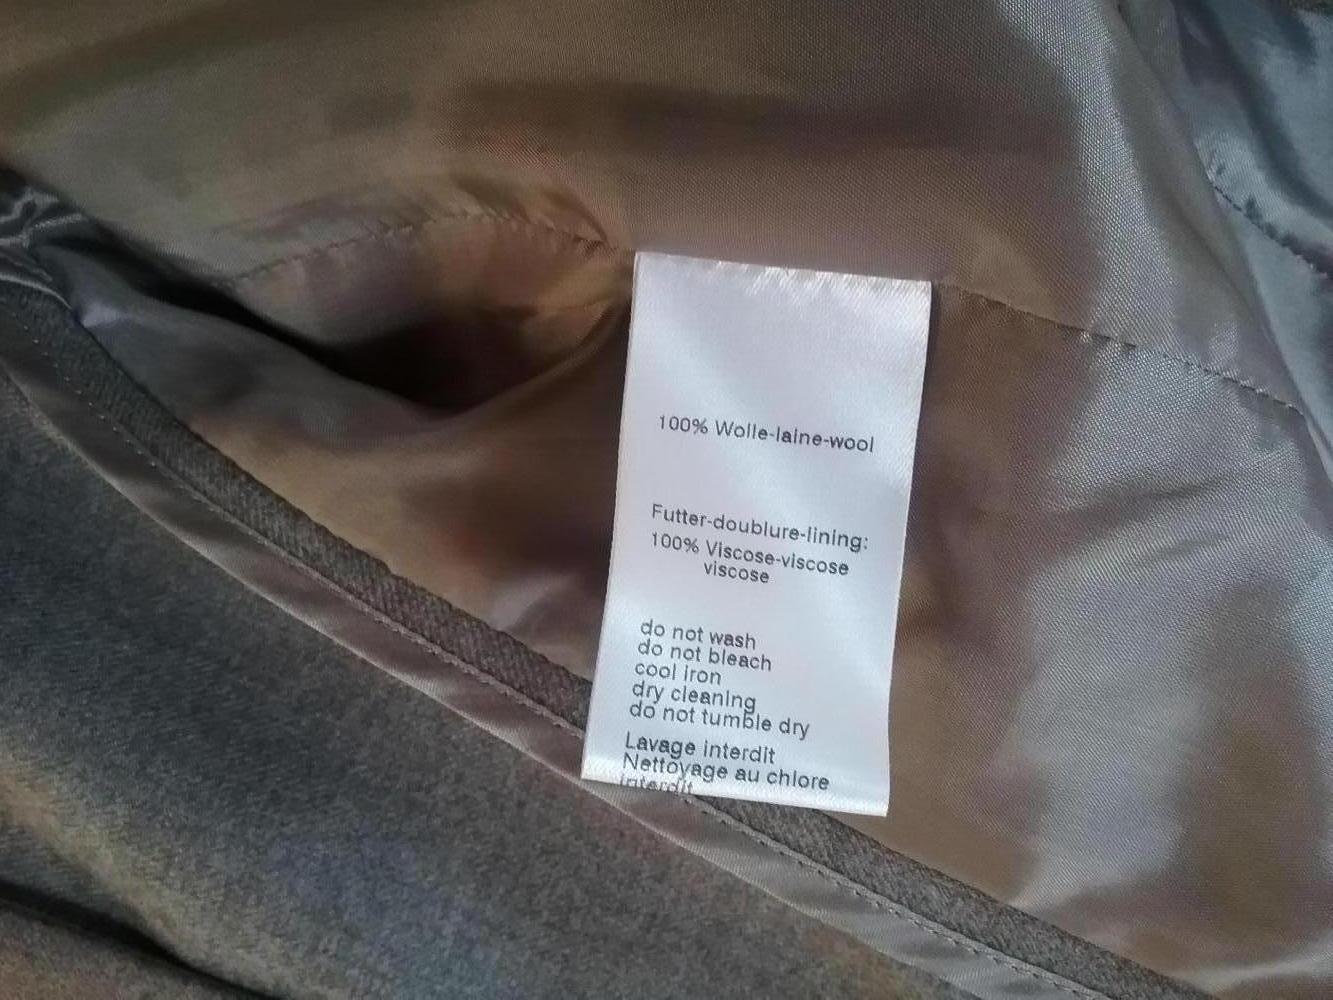 100% Wolle-laine-wool
Futter-doublure-lining:
100% Viscose-viscose
viscose
do not wash
do not bleach
cool iron
dry cleaning
do not tumble dry
Lavage interdit
Nettoyage au chlore
interdit